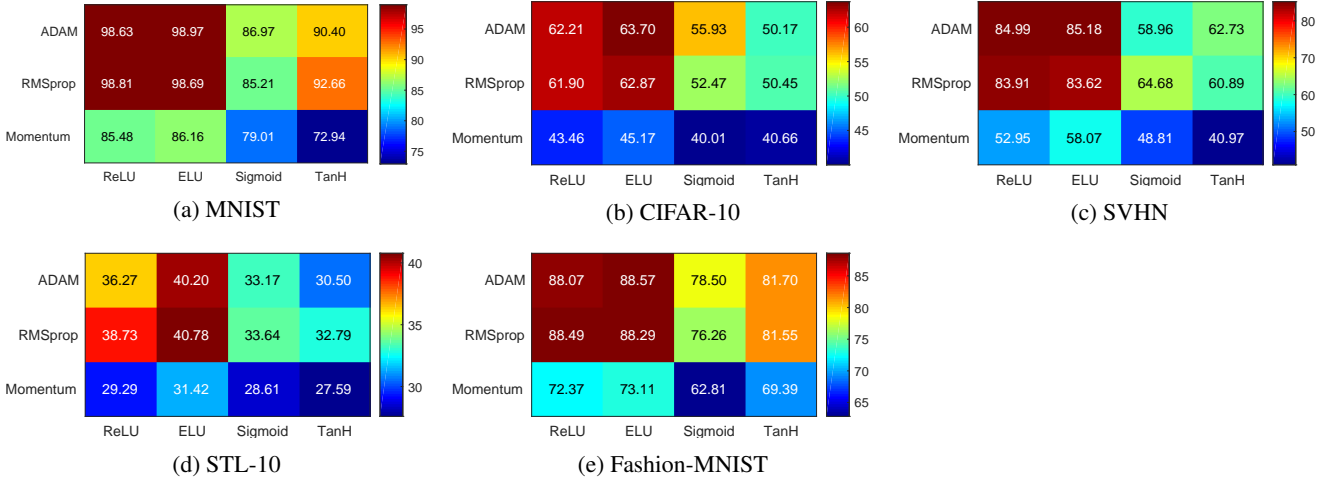 ADAM 98.63 98.97 86.97 90.40
RMSprop 98.81 98.69 85.21 92.66
Momentum 85.48 86.16 79.01 72.94
ReLU ELU Sigmoid TanH
95
90
85
80
75
(a) MNIST
ADAM 62.21 63.70 55.93 50.17
RMSprop 61.90 62.87 52.47 50.45
Momentum 43.46 45.17 40.01 40.66
ReLU ELU Sigmoid TanH
60
55
50
45
(b) CIFAR-10
ADAM 84.99 85.18 58.96 62.73
RMSprop 83.91 83.62 64.68 60.89
Momentum 52.95 58.07 48.81 40.97
ReLU ELU Sigmoid TanH
80
70
60
50
(c) SVHN
ADAM 36.27 40.20 33.17 30.50
RMSprop 38.73 40.78 33.64 32.79
Momentum 29.29 31.42 28.61 27.59
ReLU ELU Sigmoid TanH
40
35
30
(d) STL-10
ADAM 88.07 88.57 78.50 81.70
RMSprop 88.49 88.29 76.26 81.55
Momentum 72.37 73.11 62.81 69.39
ReLU ELU Sigmoid TanH
85
80
75
70
65
(e) Fashion-MNIST